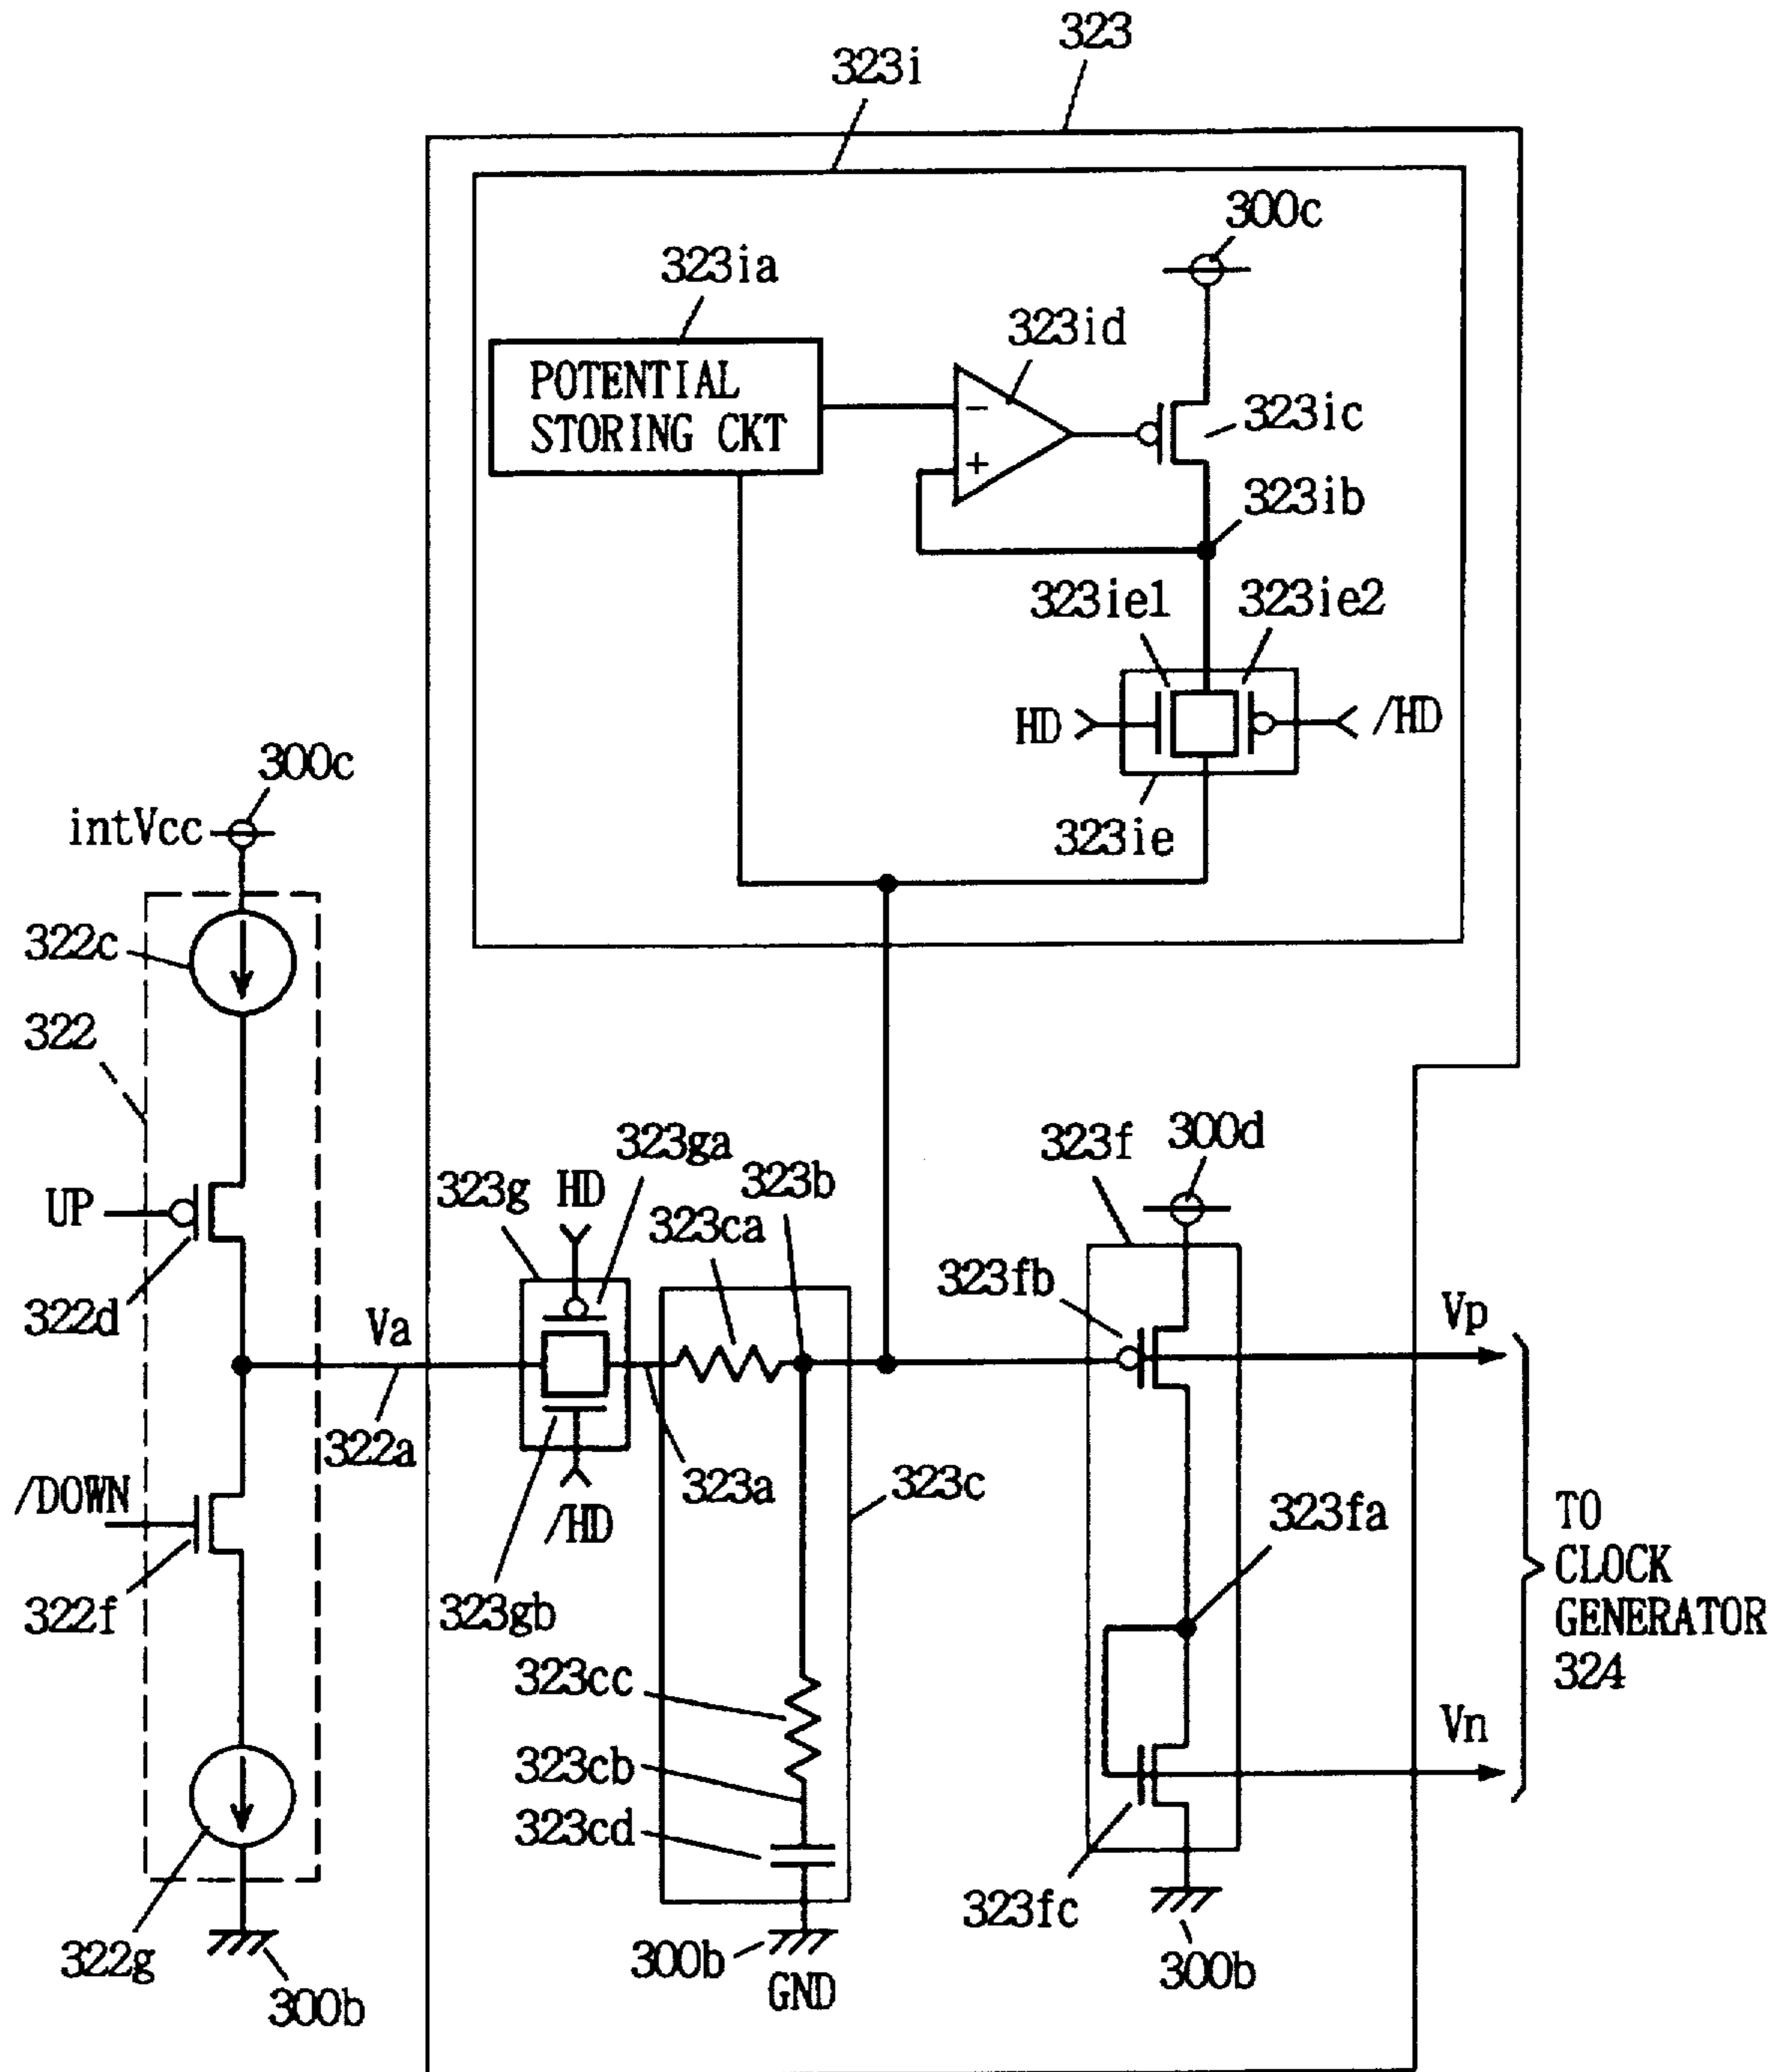 323
323i
300c
323ia
323id
POTENTIAL
STORING CKT
-
+
323ic
323ib
323ie1
323ie2
HD
/HD
323ie
300c
intVcc
322c
322
UP
322d
Va
322a
/DOWN
322f
322g
300b
323g
HD
323ga
323ca
323b
323a
/HD
323gb
323c
323cc
323cb
323cd
300b
GND
323f
300d
323fb
323fa
323fc
300b
Vp
Vn
TO
CLOCK
GENERATOR
324